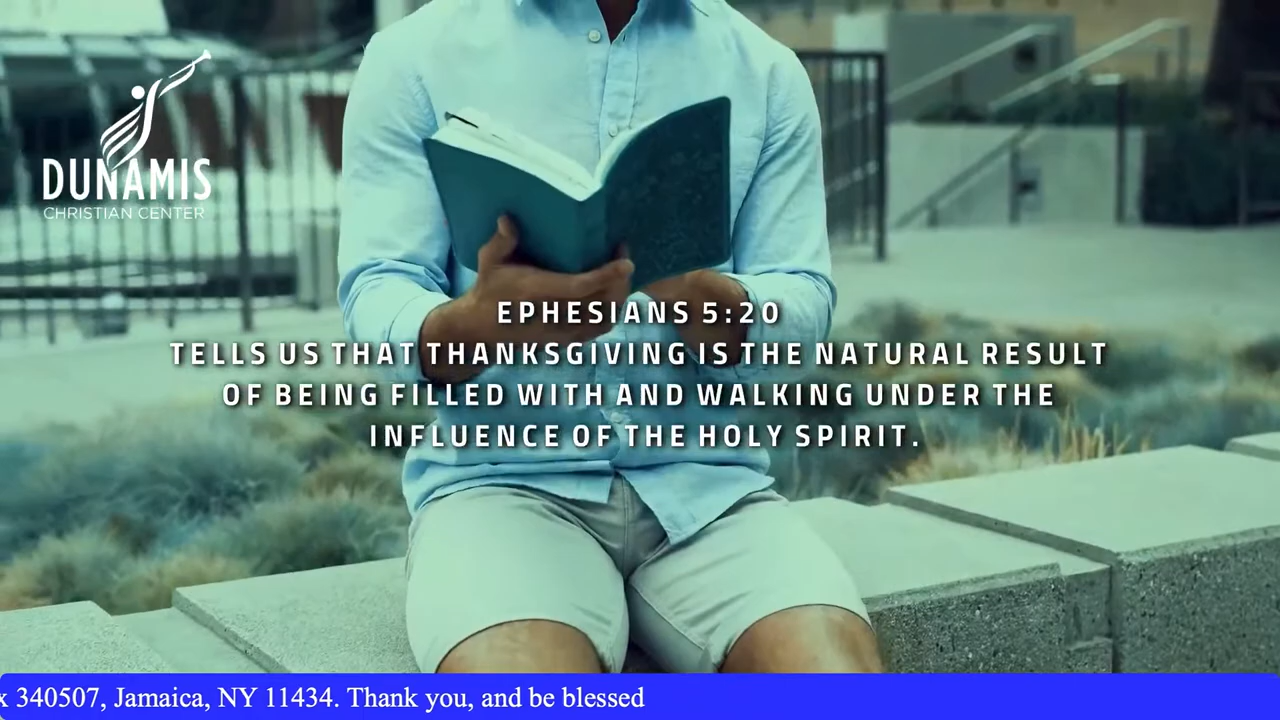 DUNAMIS
CHRISTIAN CENTER
EPHESIANS 5:20
TELLS US THAT THANKSGIVING IS THE NATURAL RESULT
OF BEING FILLED WITH AND WALKING UNDER THE
INFLUENCE OF THE HOLY SPIRIT.
x 340507, Jamaica, NY 11434. Thank you, and be blessed